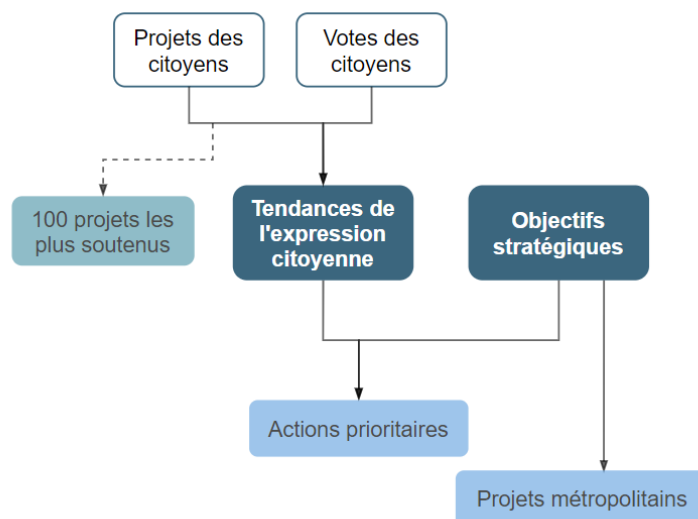 Projets des
citoyens
Votes des
citoyens
100 projets les
plus soutenus
Tendances de
l'expression
citoyenne
Objectifs
stratégiques
Actions prioritaires
Projets métropolitains